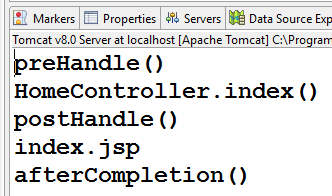 Markers Properties Servers Data Source Exp
Tomcat v8.0 Server at localhost [Apache Tomcat] C:\Program
preHandle()
HomeController.index()
postHandle()
index.jsp
afterCompletion()